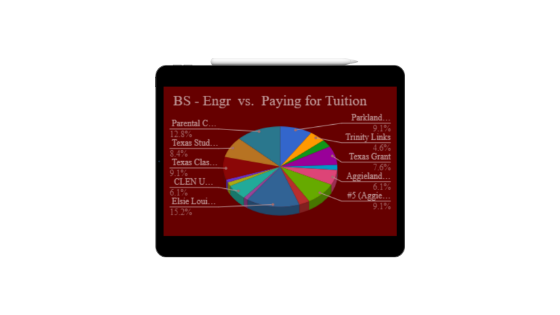 BS - Engr vs. Paying for Tuition
Parental C…
12.8%
Texas Stud…
8.4%
Texas Clas…
9.1%
CLEN U…
6.1%
Elsie Loui…
15.2%
Parkland…
9.1%
Trinity Links
4.6%
Texas Grant
7.6%
Aggieland…
6.1%
#5 (Aggie…
9.1%